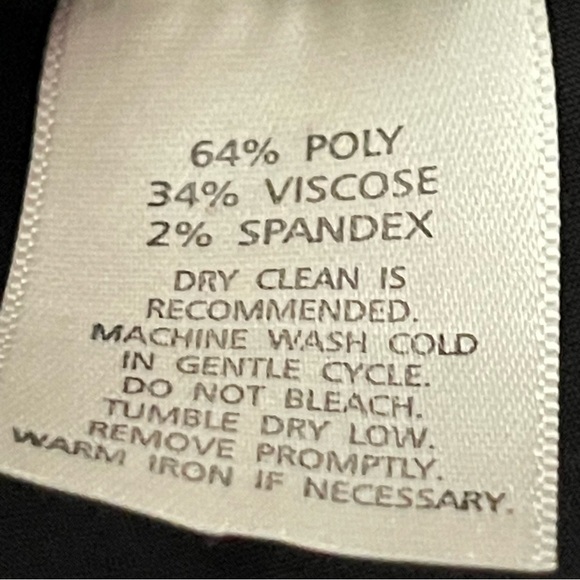 64% POLY
34% VISCOSE
2% SPANDEX
DRY CLEAN IS
RECOMMENDED.
MACHINE WASH COLD
IN GENTLE CYCLE.
DO NOT BLEACH.
TUMBLE DRY LOW.
REMOVE PROMPTLY.
WARM IRON IF NECESSARY.